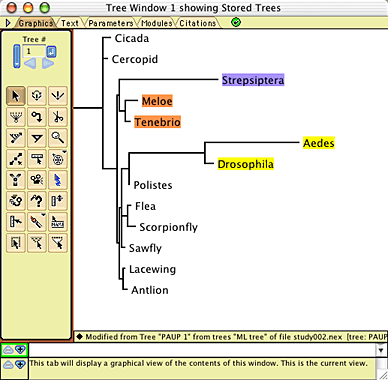 Tree Window 1 showing Stored Trees
Graphics Text Parameters Modules Citations
Tree #
1
Cicada
Cercopid
Strepsiptera
Meloe
Tenebrio
Aedes
Drosophila
Polistes
Flea
Scorpionfly
Sawfly
Lacewing
Antlion
◆ Modified from Tree "PAUP 1" from trees "ML tree" of file study002.nex [tree: PAUP
This tab will display a graphical view of the contents of this window. This is the current view.